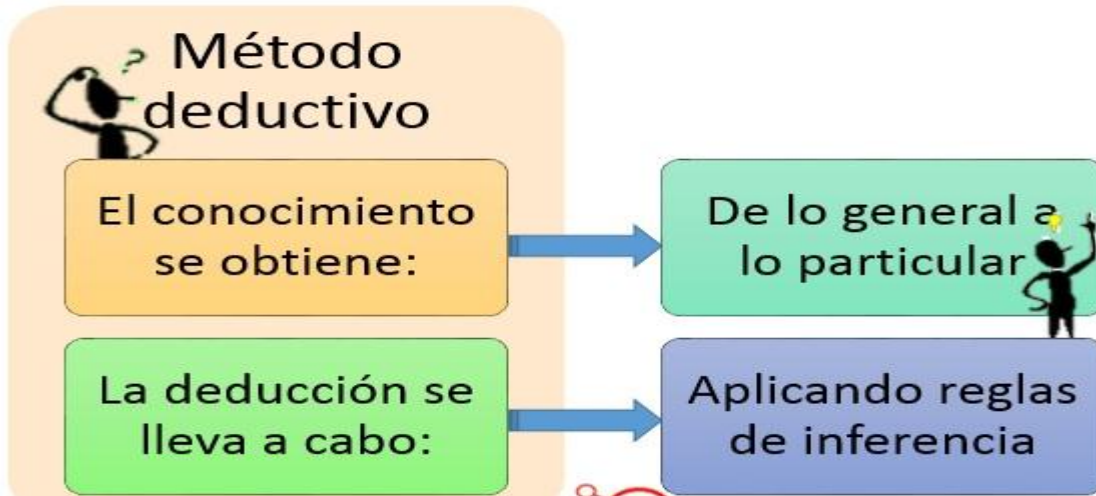 ?
Método
deductivo
El conocimiento
se obtiene:
De lo general a
lo particular
La deducción se
lleva a cabo:
Aplicando reglas
de inferencia